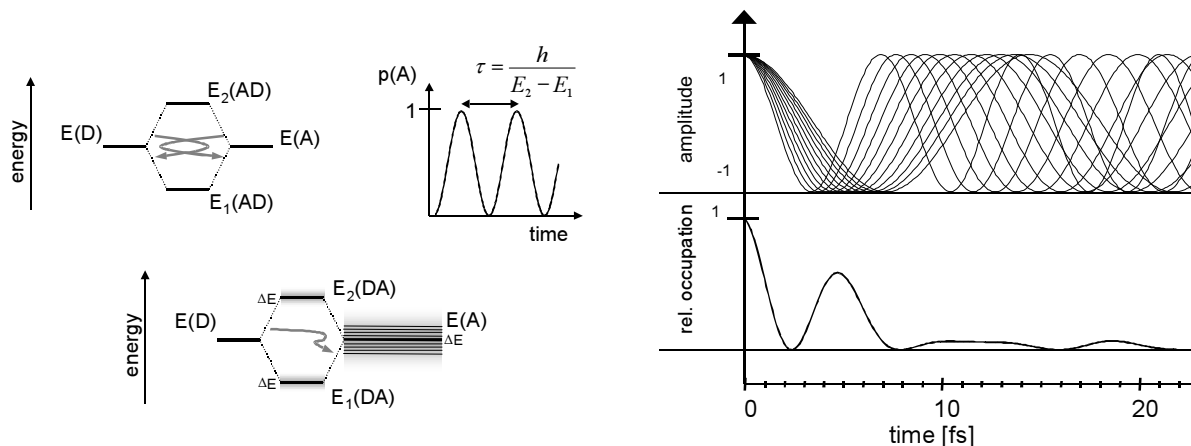 energy
E(D)
E₂(AD)
E(A)
E₁(AD)
p(A)
1
τ = h / (E₂ − E₁)
time
energy
E(D)
ΔE
E₂(DA)
E(A)
ΔE
ΔE
E₁(DA)
amplitude
1
-1
rel. occupation
1
0
10
20
time [fs]